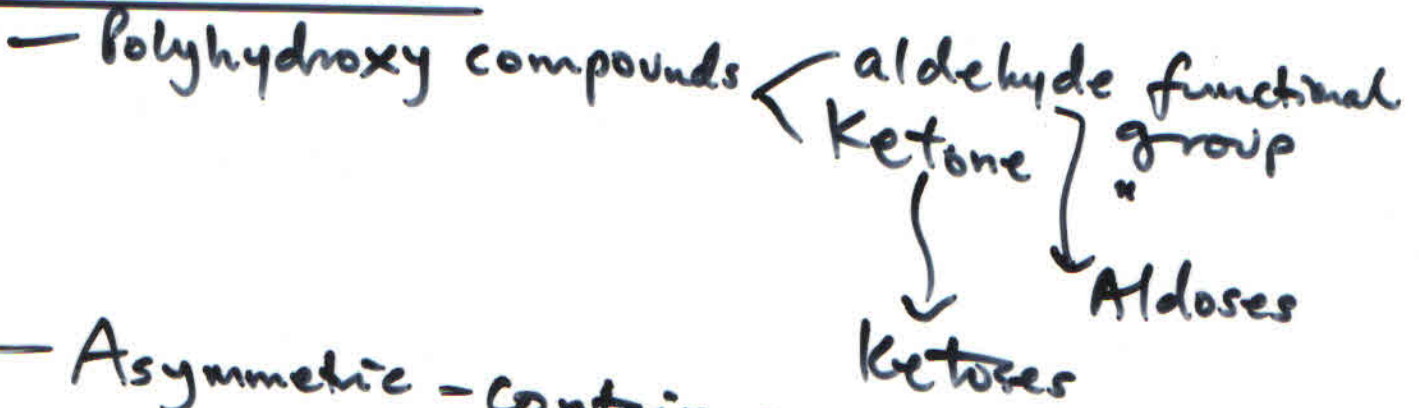 — Polyhydroxy compounds < aldehyde functional
Ketone group
"
Aldoses
Ketoses
— Asymmetric -